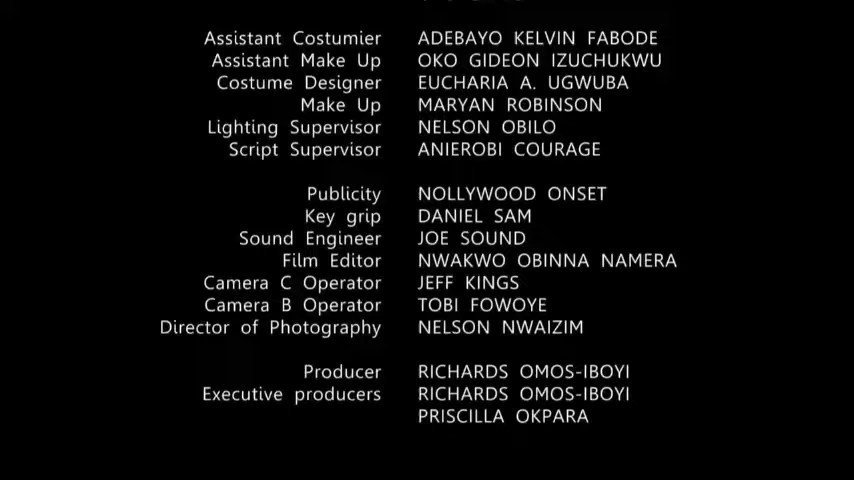 Assistant Costumier ADEBAYO KELVIN FABODE
Assistant Make Up OKO GIDEON IZUCHUKWU
Costume Designer EUCHARIA A. UGWUBA
Make Up MARYAN ROBINSON
Lighting Supervisor NELSON OBILO
Script Supervisor ANIEROBI COURAGE
Publicity NOLLYWOOD ONSET
Key grip DANIEL SAM
Sound Engineer JOE SOUND
Film Editor NWAKWO OBINNA NAMERA
Camera C Operator JEFF KINGS
Camera B Operator TOBI FOWOYE
Director of Photography NELSON NWAIZIM
Producer RICHARDS OMOS-IBOYI
Executive producers RICHARDS OMOS-IBOYI
PRISCILLA OKPARA